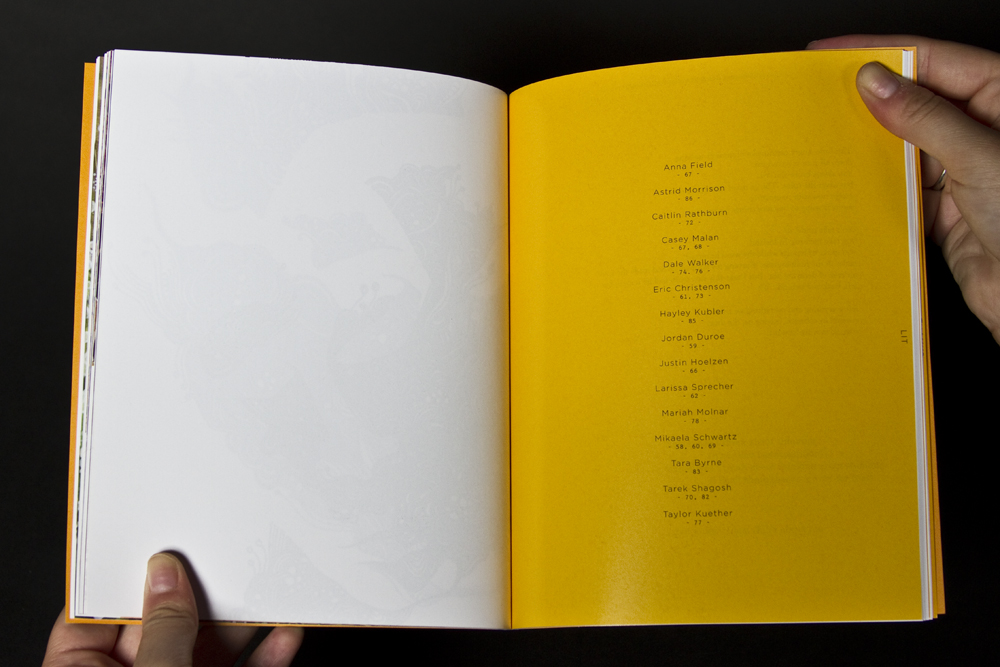 Anna Field
- 67 -
Astrid Morrison
- 86 -
Caitlin Rathburn
- 72 -
Casey Malan
- 67, 68 -
Dale Walker
- 74, 76 -
Eric Christenson
- 61, 73 -
Hayley Kubler
- 85 -
Jordan Duroe
- 59 -
Justin Hoelzen
- 66 -
Larissa Sprecher
- 62 -
Mariah Molnar
- 78 -
Mikaela Schwartz
- 58, 60, 69 -
Tara Byrne
- 83 -
Tarek Shagosh
- 70, 82 -
Taylor Kuether
- 77 -
LIT